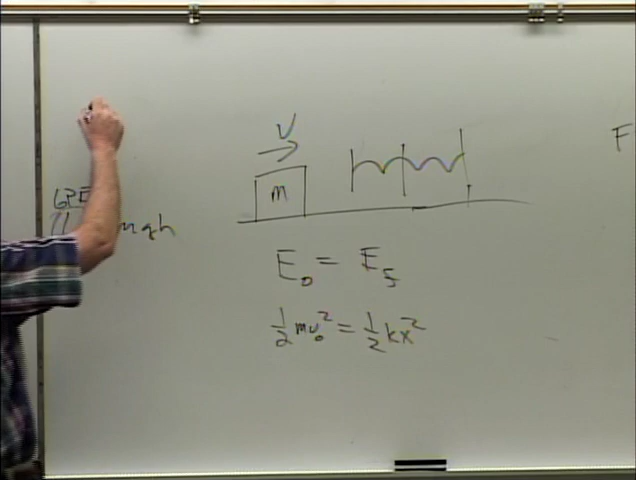 GPE
mgh
V
m
F
E₀ = E₅
½mv₀² = ½kx²